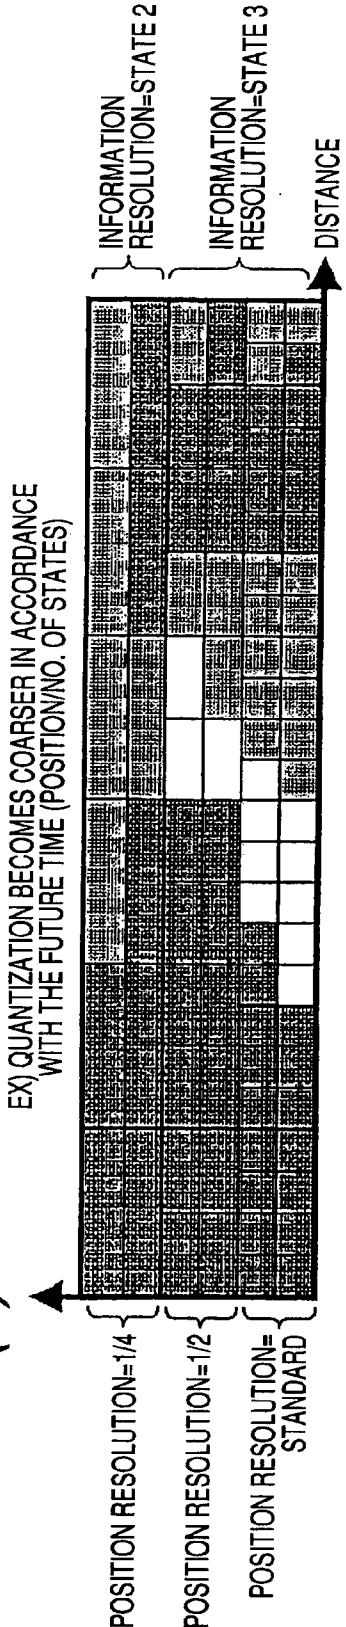 EX) QUANTIZATION BECOMES COARSER IN ACCORDANCE
WITH THE FUTURE TIME (POSITION/NO. OF STATES)
POSITION RESOLUTION=1/4
POSITION RESOLUTION=1/2
POSITION RESOLUTION=
STANDARD
INFORMATION
RESOLUTION=STATE 2
INFORMATION
RESOLUTION=STATE 3
DISTANCE